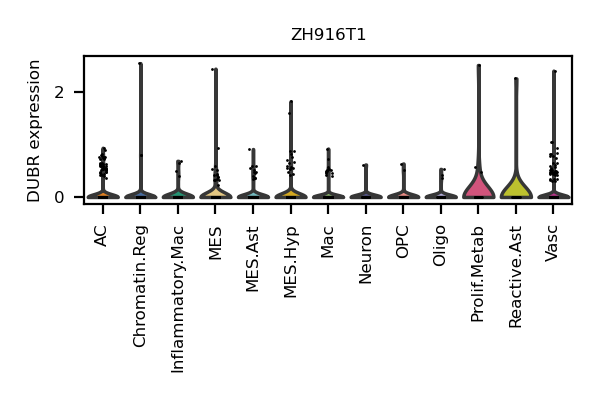 ZH916T1
DUBR expression
2
0
AC
Chromatin.Reg
Inflammatory.Mac
MES
MES.Ast
MES.Hyp
Mac
Neuron
OPC
Oligo
Prolif.Metab
Reactive.Ast
Vasc